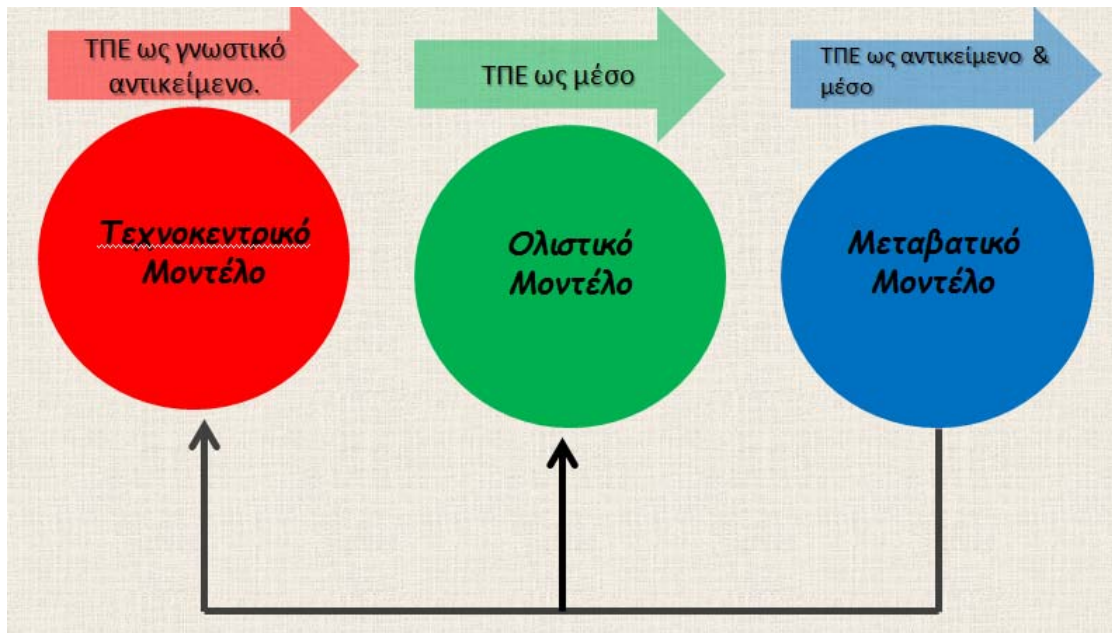 ΤΠΕ ως γνωστικό
αντικείμενο.
ΤΠΕ ως μέσο
ΤΠΕ ως αντικείμενο &
μέσο
Τεχνοκεντρικό
Μοντέλο
Ολιστικό
Μοντέλο
Μεταβατικό
Μοντέλο